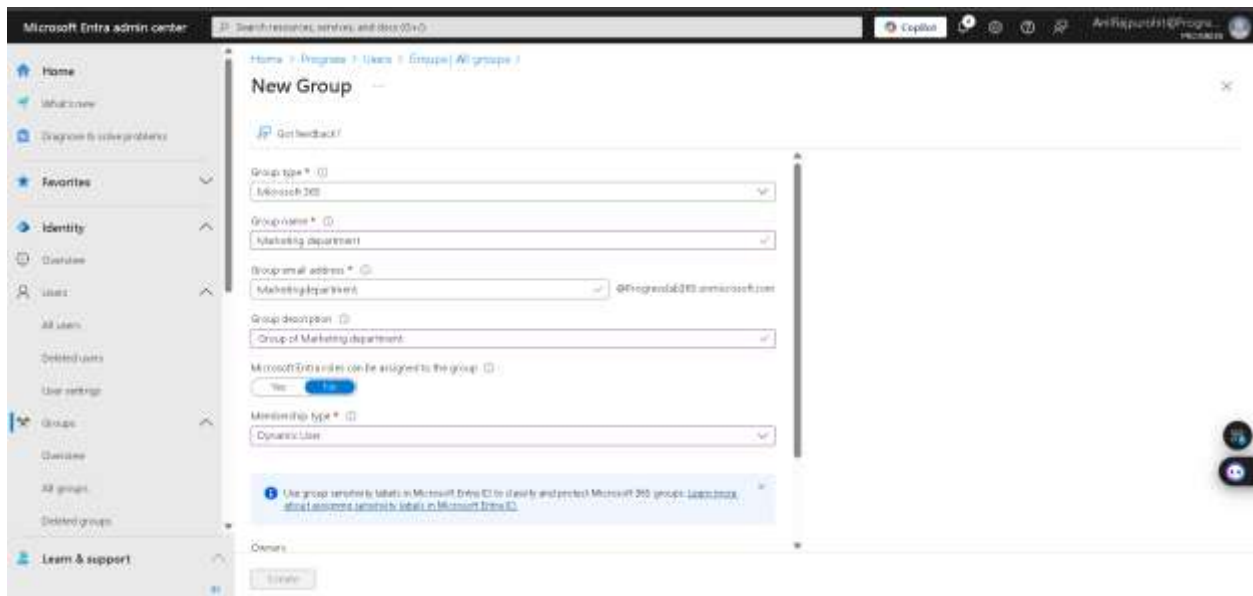 Microsoft Entra admin center
Search resources, services, and docs (G+/)
Copilot
Home
What's new
Diagnose & solve problems
Favorites
Identity
Overview
Users
All users
Deleted users
User settings
Groups
Overview
All groups
Deleted groups
Learn & support
Home > Progress > Users > Groups | All groups >
New Group
Got feedback?
Group type *
Microsoft 365
Group name *
Marketing department
Group email address *
Marketingdepartment
Group description
Group of Marketing department
Microsoft Entra roles can be assigned to the group
Yes No
Membership type *
Dynamic User
Use group sensitivity labels in Microsoft Entra ID to classify and protect Microsoft 365 groups. Learn more
about assigning sensitivity labels in Microsoft Entra ID.
Owners
Create